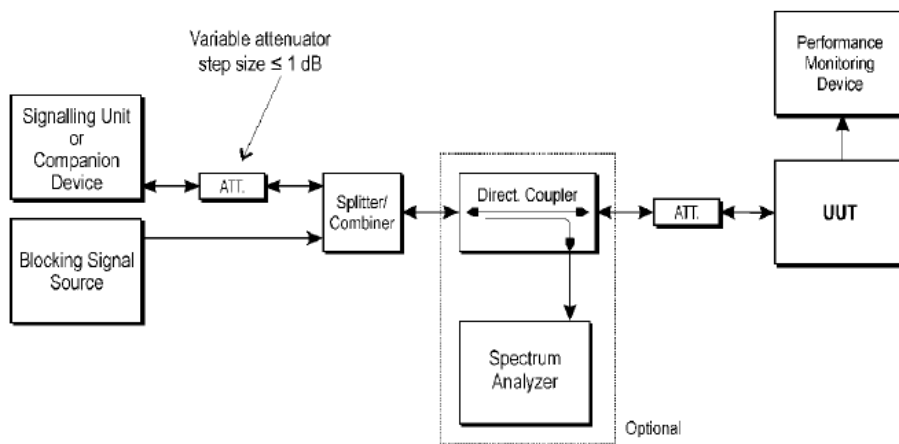 Variable attenuator
step size ≤ 1 dB
Performance
Monitoring
Device
Signalling Unit
or
Companion
Device
ATT.
Splitter/
Combiner
Direct. Coupler
ATT.
UUT
Blocking Signal
Source
Spectrum
Analyzer
Optional